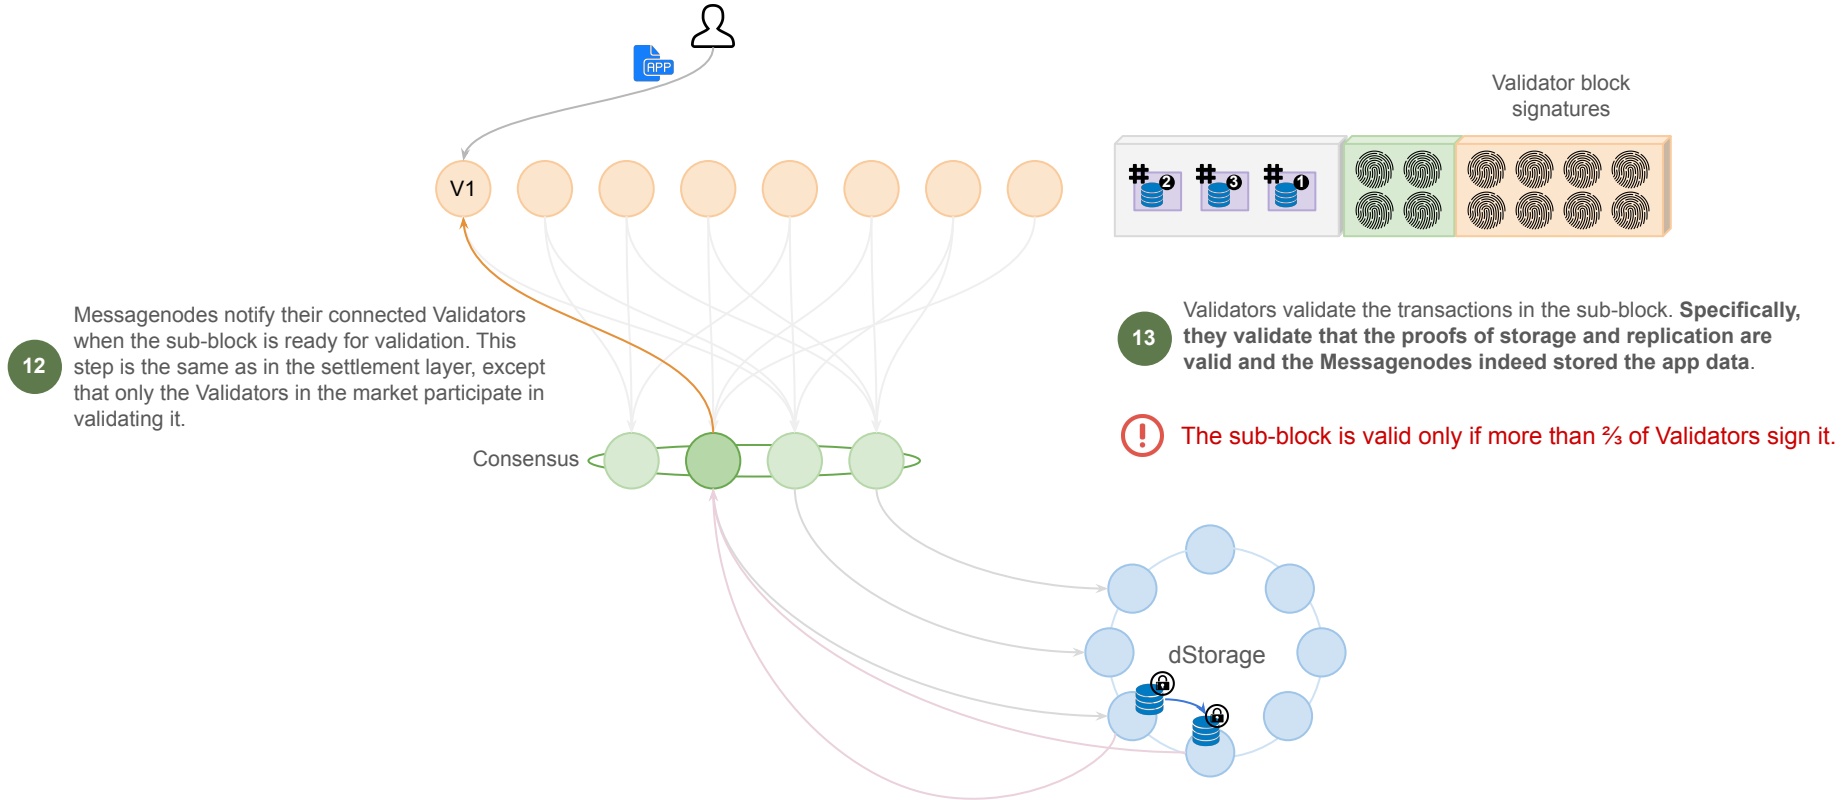 APP
Validator block
signatures
V1
# 2
# 3
# 1
12
Messagenodes notify their connected Validators
when the sub-block is ready for validation. This
step is the same as in the settlement layer, except
that only the Validators in the market participate in
validating it.
13
Validators validate the transactions in the sub-block. Specifically,
they validate that the proofs of storage and replication are
valid and the Messagenodes indeed stored the app data.
! The sub-block is valid only if more than ⅔ of Validators sign it.
Consensus
dStorage